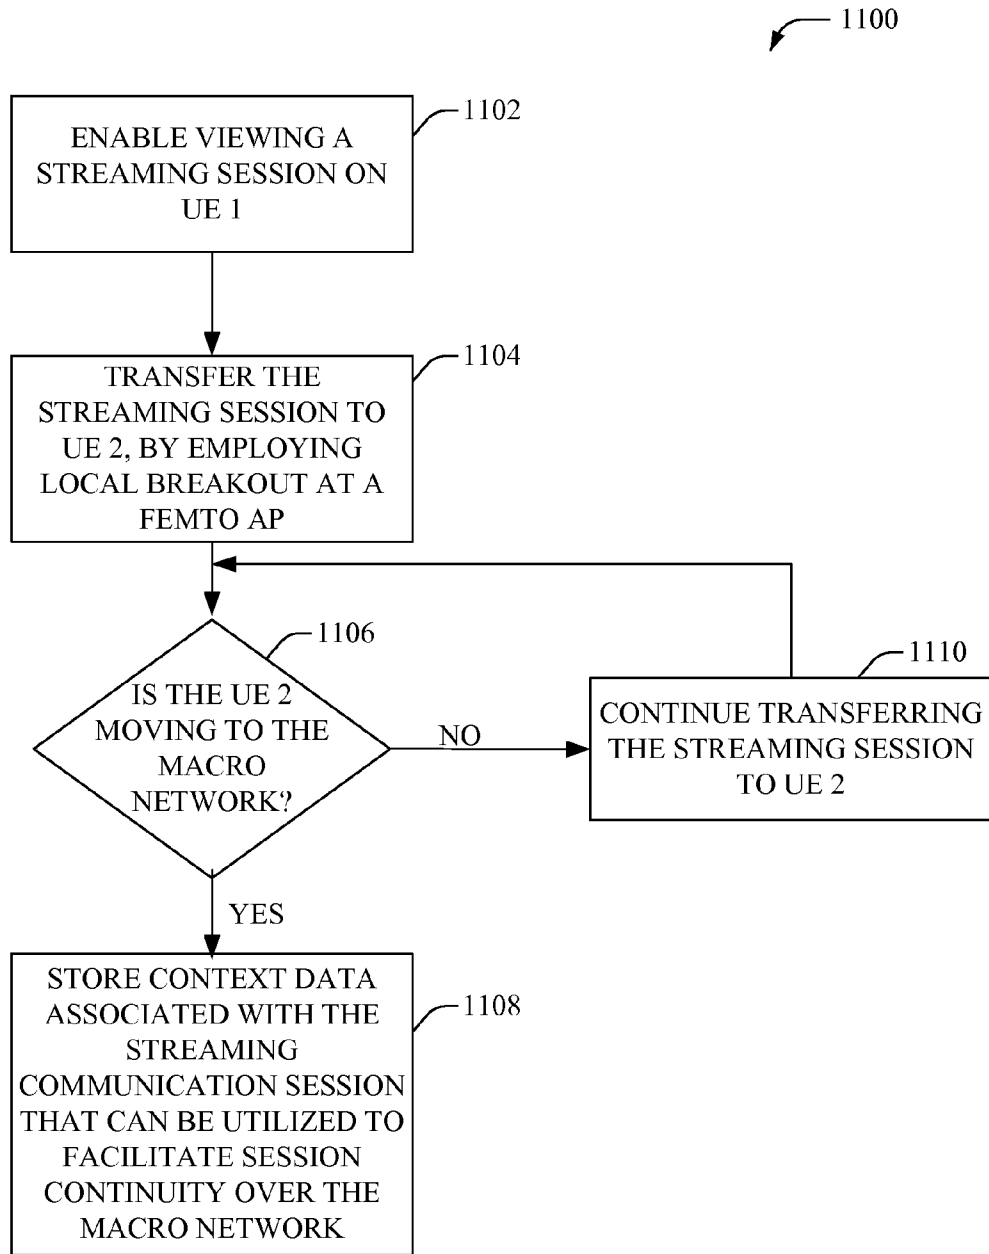 1100
1102
ENABLE VIEWING A
STREAMING SESSION ON
UE 1
1104
TRANSFER THE
STREAMING SESSION TO
UE 2, BY EMPLOYING
LOCAL BREAKOUT AT A
FEMTO AP
1106
IS THE UE 2
MOVING TO THE
MACRO
NETWORK?
NO
1110
CONTINUE TRANSFERRING
THE STREAMING SESSION
TO UE 2
YES
1108
STORE CONTEXT DATA
ASSOCIATED WITH THE
STREAMING
COMMUNICATION SESSION
THAT CAN BE UTILIZED TO
FACILITATE SESSION
CONTINUITY OVER THE
MACRO NETWORK